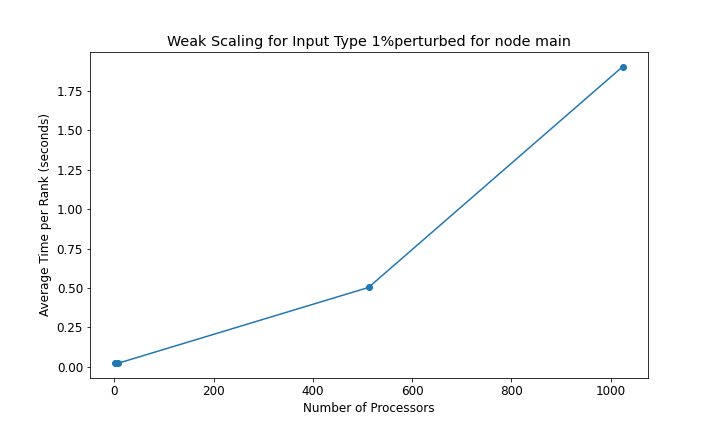 Weak Scaling for Input Type 1%perturbed for node main
Average Time per Rank (seconds)
1.75
1.50
1.25
1.00
0.75
0.50
0.25
0.00
0 200 400 600 800 1000
Number of Processors